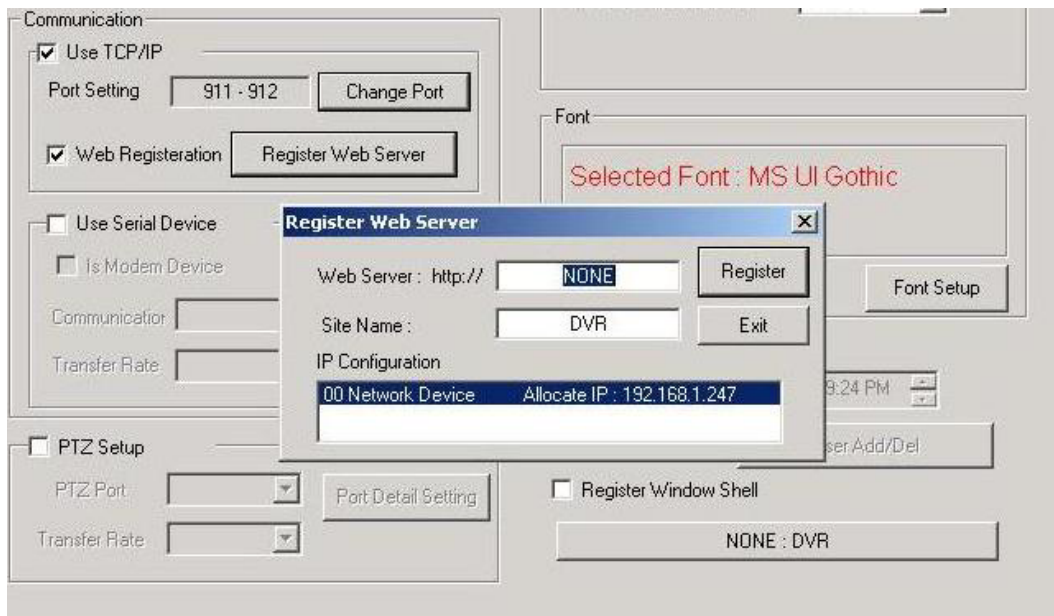 Communication
Use TCP/IP
Port Setting 911 - 912 Change Port
Web Registeration Register Web Server
Use Serial Device
Is Modem Device
Transfer Rate
PTZ Setup
PTZ Port Port Detail Setting
Transfer Rate
Font
Selected Font : MS UI Gothic
Font Setup
Register Web Server
Web Server : http:// NONE Register
Site Name : DVR Exit
IP Configuration
00 Network Device Allocate IP : 192.168.1.247
9:24 PM
Add/Del
Register Window Shell
NONE : DVR